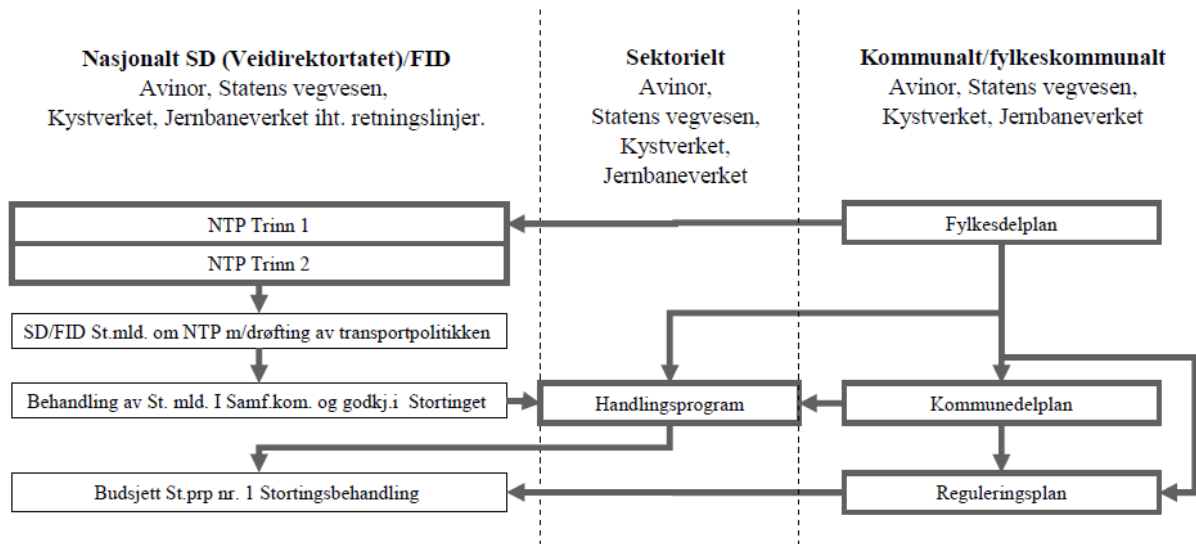 Nasjonalt SD (Veidirektortatet)/FID
Avinor, Statens vegvesen,
Kystverket, Jernbaneverket iht. retningslinjer.
Sektorielt
Avinor,
Statens vegvesen,
Kystverket,
Jernbaneverket
Kommunalt/fylkeskommunalt
Avinor, Statens vegvesen,
Kystverket, Jernbaneverket
NTP Trinn 1
Fylkesdelplan
NTP Trinn 2
SD/FID St.mld. om NTP m/drøfting av transportpolitikken
Behandling av St. mld. I Samf.kom. og godkj.i Stortinget
Handlingsprogram
Kommunedelplan
Budsjett St.prp nr. 1 Stortingsbehandling
Reguleringsplan